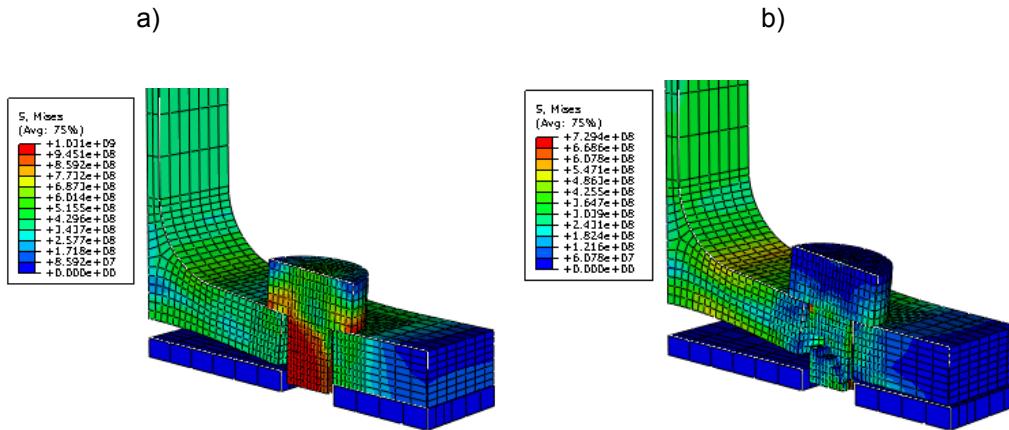 a)
b)
S, Mises
(Avg: 75%)
+1.031e+09
+9.451e+08
+8.592e+08
+7.732e+08
+6.873e+08
+6.014e+08
+5.155e+08
+4.296e+08
+3.437e+08
+2.577e+08
+1.718e+08
+8.592e+07
+0.000e+00
S, Mises
(Avg: 75%)
+7.294e+08
+6.686e+08
+6.078e+08
+5.471e+08
+4.863e+08
+4.255e+08
+3.647e+08
+3.039e+08
+2.431e+08
+1.824e+08
+1.216e+08
+6.078e+07
+0.000e+00